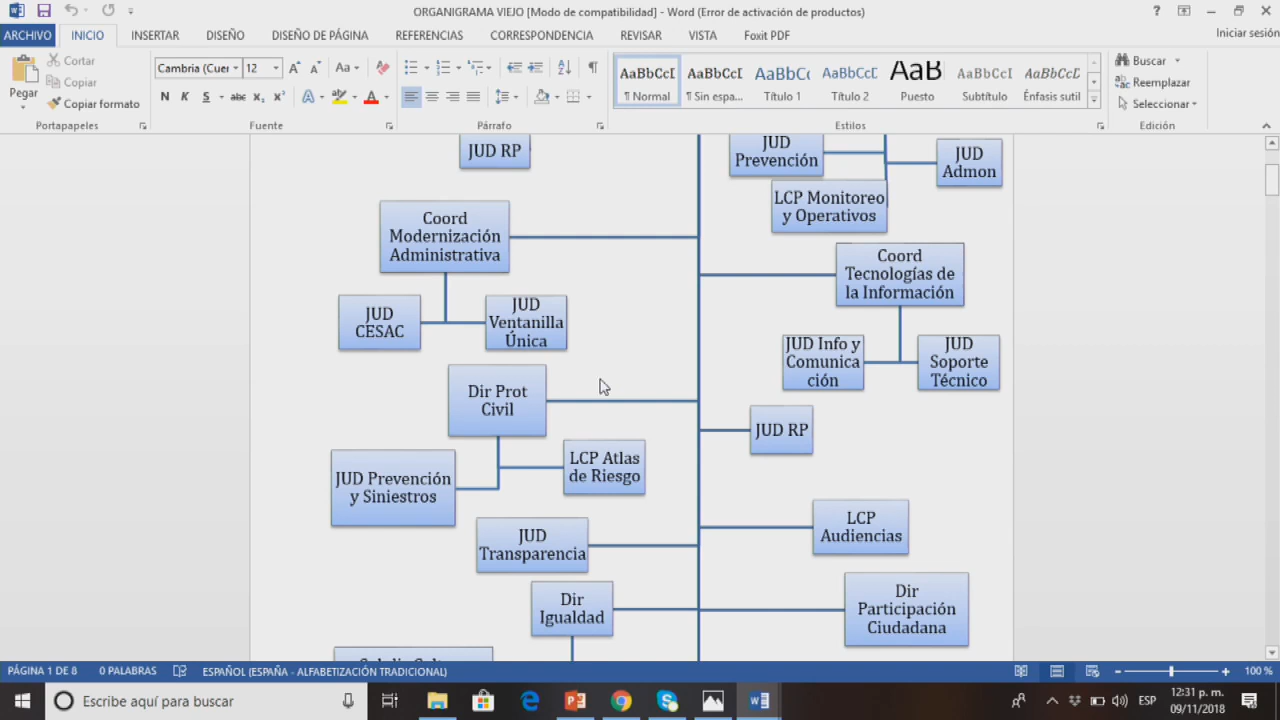 ORGANIGRAMA VIEJO [Modo de compatibilidad] - Word (Error de activación de productos)
ARCHIVO INICIO INSERTAR DISEÑO DISEÑO DE PÁGINA REFERENCIAS CORRESPONDENCIA REVISAR VISTA Foxit PDF Iniciar sesión
Pegar
Cortar
Copiar
Copiar formato
Portapapeles
Cambria (Cuer 12
N K S abc x₂ x²
Fuente
Párrafo
AaBbCcI AaBbCcI AaBbCc AaBbCcI AaB AaBbCcI AaBbCcI
¶ Normal ¶ Sin espa... Título 1 Título 2 Puesto Subtítulo Énfasis sutil
Estilos
Buscar
Reemplazar
Seleccionar
Edición
JUD RP
JUD
Prevención
JUD
Admon
LCP Monitoreo
y Operativos
Coord
Modernización
Administrativa
Coord
Tecnologías de
la Información
JUD
CESAC
JUD
Ventanilla
Única
JUD Info y
Comunica
ción
JUD
Soporte
Técnico
Dir Prot
Civil
JUD RP
JUD Prevención
y Siniestros
LCP Atlas
de Riesgo
LCP
Audiencias
JUD
Transparencia
Dir
Igualdad
Dir
Participación
Ciudadana
PÁGINA 1 DE 8 0 PALABRAS ESPAÑOL (ESPAÑA - ALFABETIZACIÓN TRADICIONAL) 100 %
Escribe aquí para buscar
ESP
12:31 p. m.
09/11/2018